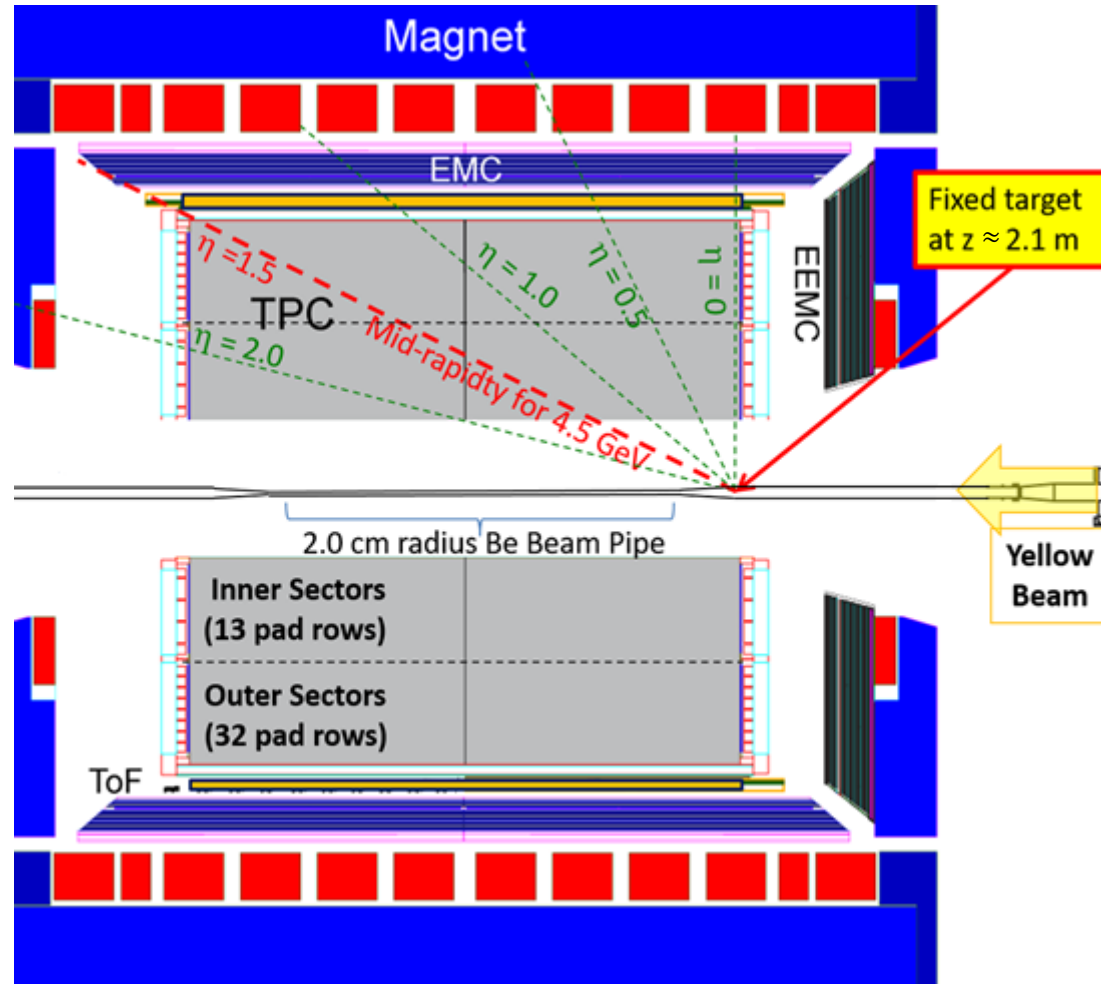 Magnet
EMC
Fixed target
at z ≈ 2.1 m
EEMC
η =1.5
η = 1.0
η = 0.5
η = 0
TPC
η = 2.0
Mid-rapidty for 4.5 GeV
2.0 cm radius Be Beam Pipe
Yellow
Beam
Inner Sectors
(13 pad rows)
Outer Sectors
(32 pad rows)
ToF